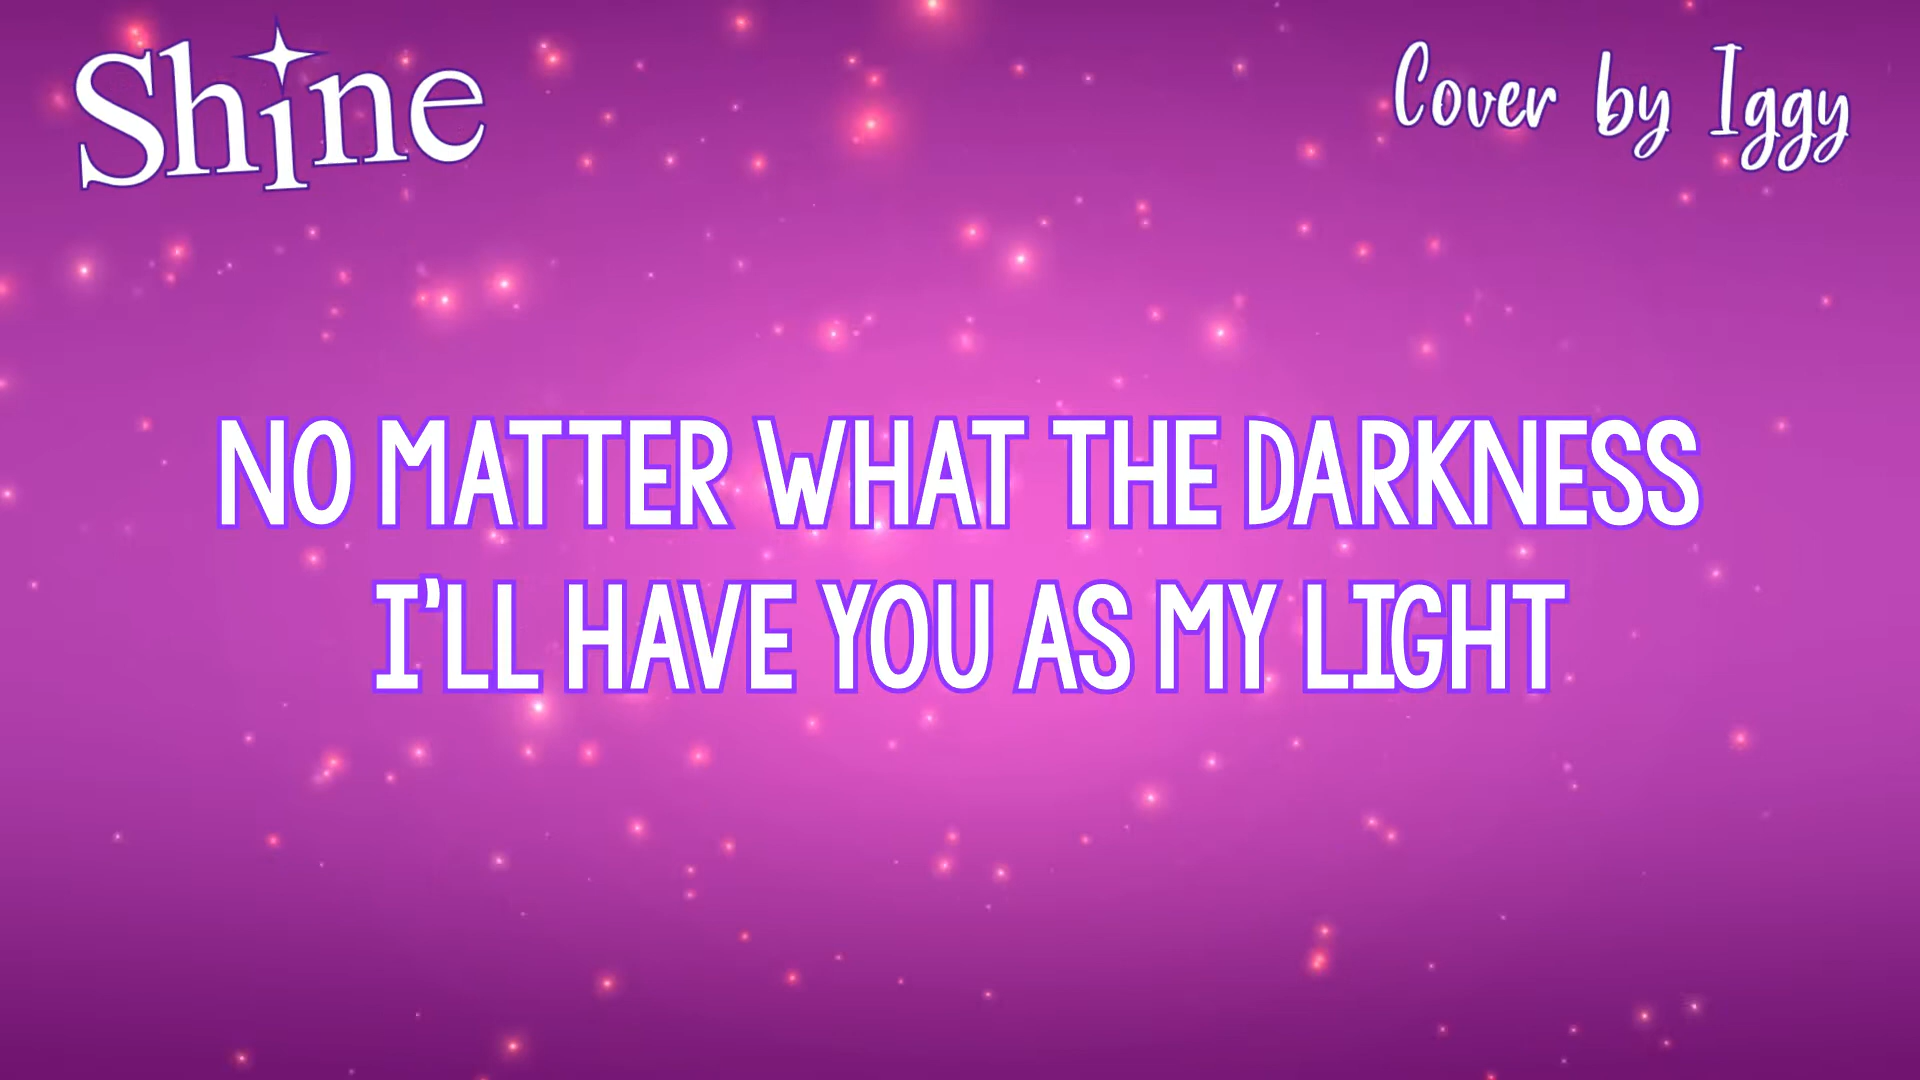 Shine
Cover by Iggy
NO MATTER WHAT THE DARKNESS
I'LL HAVE YOU AS MY LIGHT